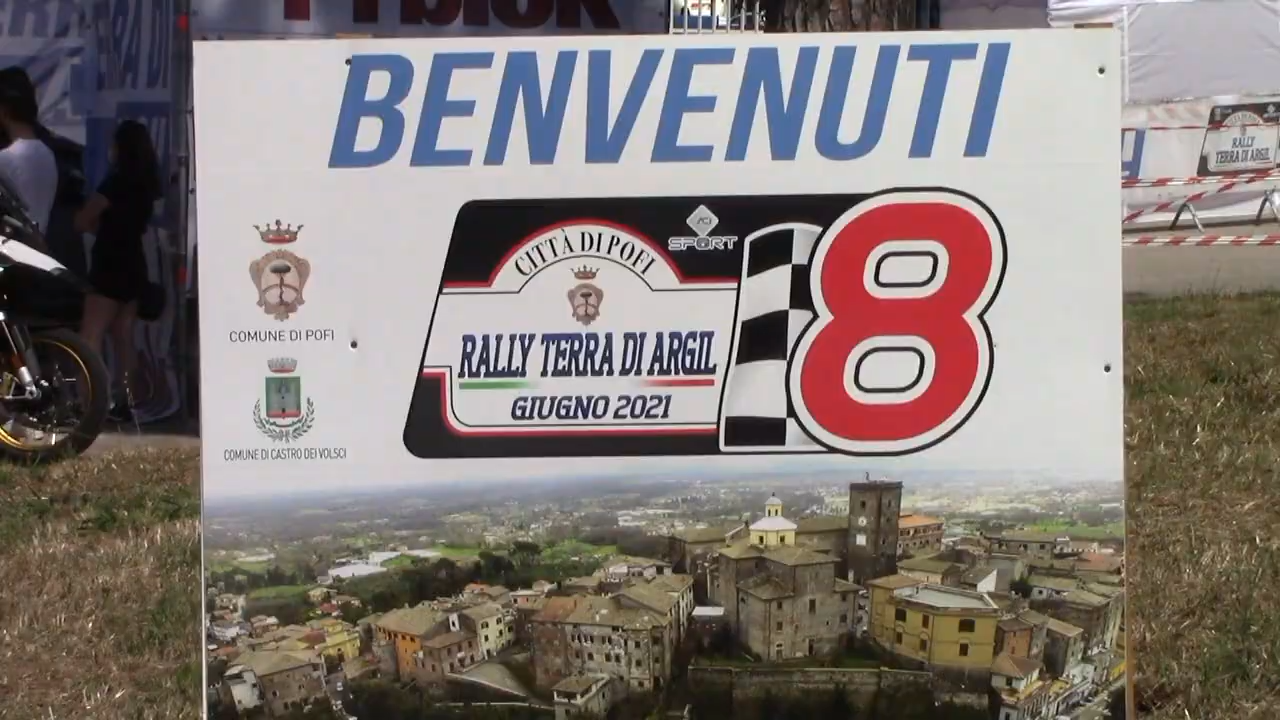 BENVENUTI
CITTÀ DI POFI
ACI
SPORT
8
RALLY TERRA DI ARGIL
GIUGNO 2021
COMUNE DI POFI
COMUNE DI CASTRO DEI VOLSCI
RALLY
TERRA DI ARGIL